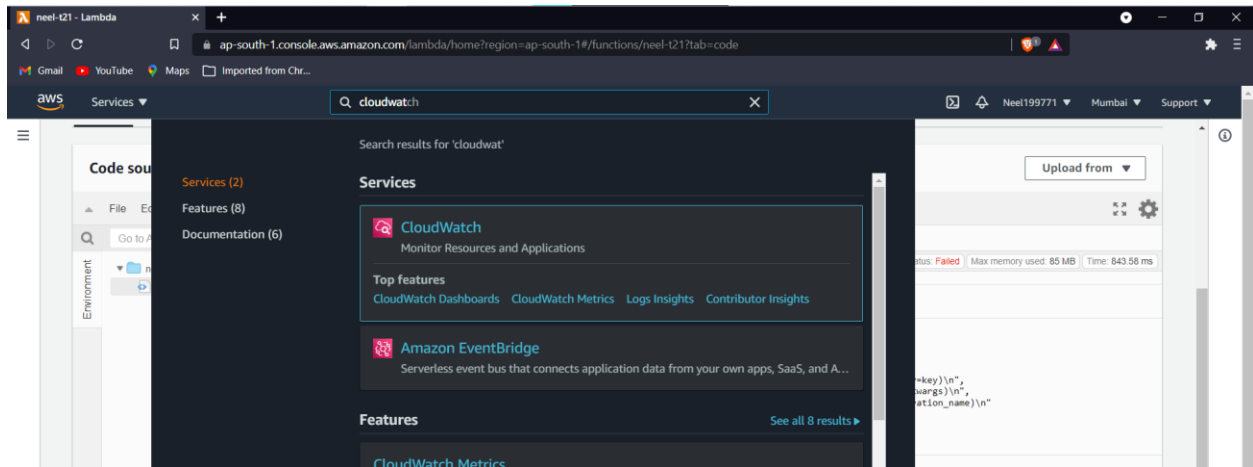 neel-t21 - Lambda
ap-south-1.console.aws.amazon.com/lambda/home?region=ap-south-1#/functions/neel-t21?tab=code
Gmail YouTube Maps Imported from Chr...
aws Services cloudwatch Neel199771 Mumbai Support
Search results for 'cloudwat'
Code sou
Upload from
Services (2)
Features (8)
Documentation (6)
Services
File Ed
Go to A
Environment
n
CloudWatch
Monitor Resources and Applications
Top features
CloudWatch Dashboards CloudWatch Metrics Logs Insights Contributor Insights
Amazon EventBridge
Serverless event bus that connects application data from your own apps, SaaS, and A...
Features See all 8 results
CloudWatch Metrics
atus: Failed Max memory used: 85 MB Time: 843.58 ms
=key)\n",
wargs)\n",
ation_name)\n"